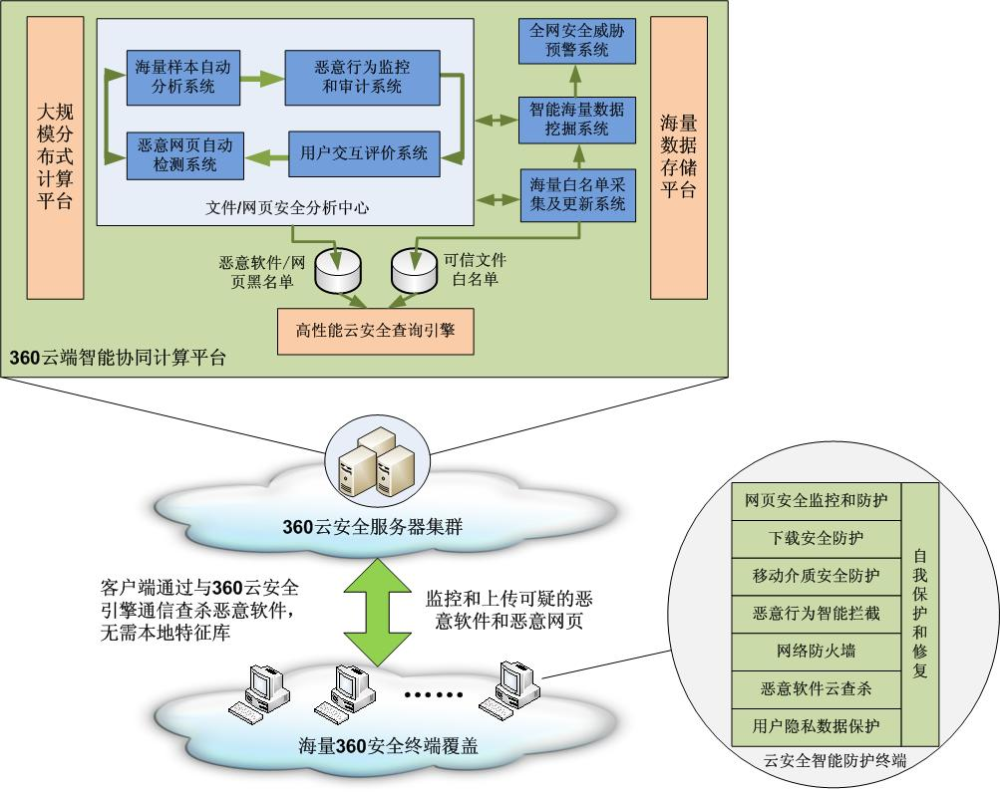 全网安全威胁
预警系统
海量样本自动
分析系统
恶意行为监控
和审计系统
智能海量数据
挖掘系统
大规
模分
布式
计算
平台
海量
数据
存储
平台
恶意网页自动
检测系统
用户交互评价系统
海量白名单采
集及更新系统
文件/网页安全分析中心
恶意软件/网
页黑名单
可信文件
白名单
高性能云安全查询引擎
360云端智能协同计算平台
360云安全服务器集群
客户端通过与360云安全
引擎通信查杀恶意软件，
无需本地特征库
监控和上传可疑的恶
意软件和恶意网页
······
海量360安全终端覆盖
网页安全监控和防护
下载安全防护
移动介质安全防护
恶意行为智能拦截
网络防火墙
恶意软件云查杀
用户隐私数据保护
自
我
保
护
和
修
复
云安全智能防护终端